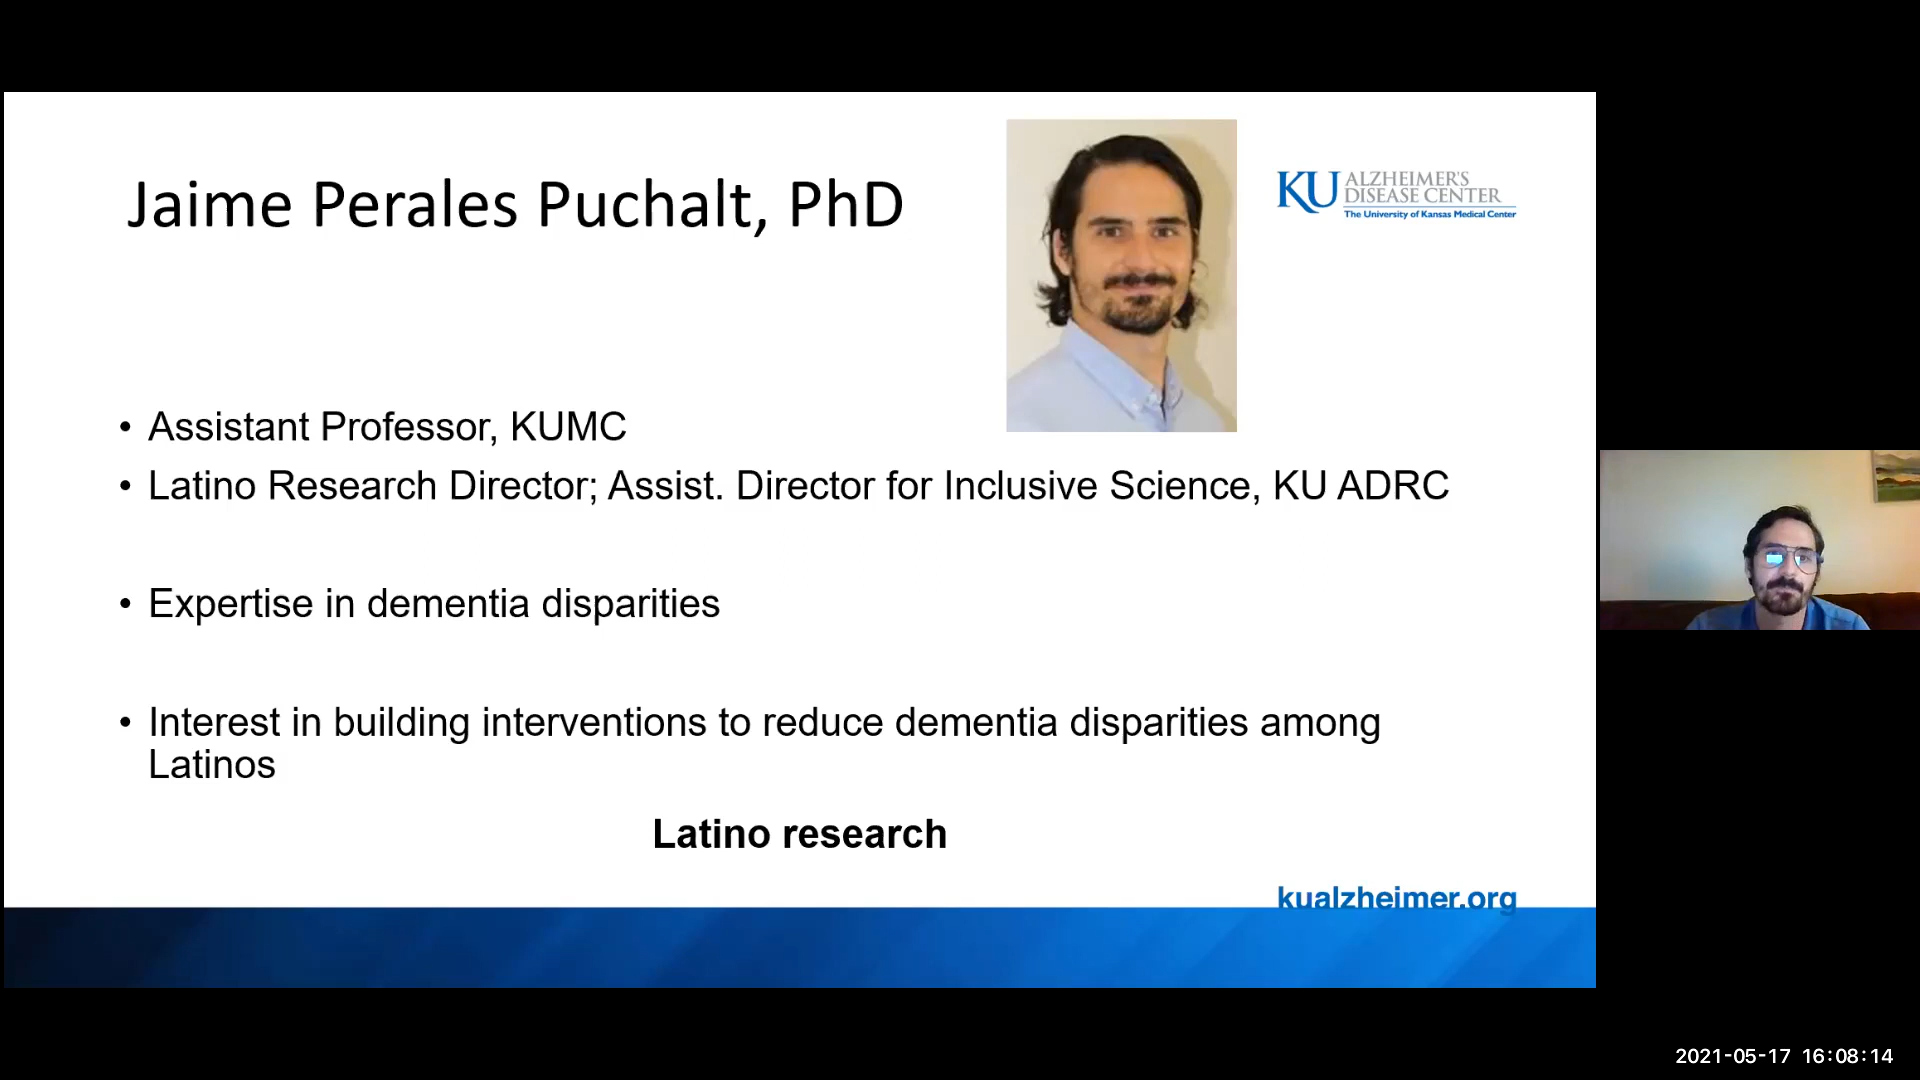 Jaime Perales Puchalt, PhD
KU ALZHEIMER'S
DISEASE CENTER
The University of Kansas Medical Center
• Assistant Professor, KUMC
• Latino Research Director; Assist. Director for Inclusive Science, KU ADRC
• Expertise in dementia disparities
• Interest in building interventions to reduce dementia disparities among
Latinos
Latino research
kualzheimer.org
2021-05-17 16:08:14